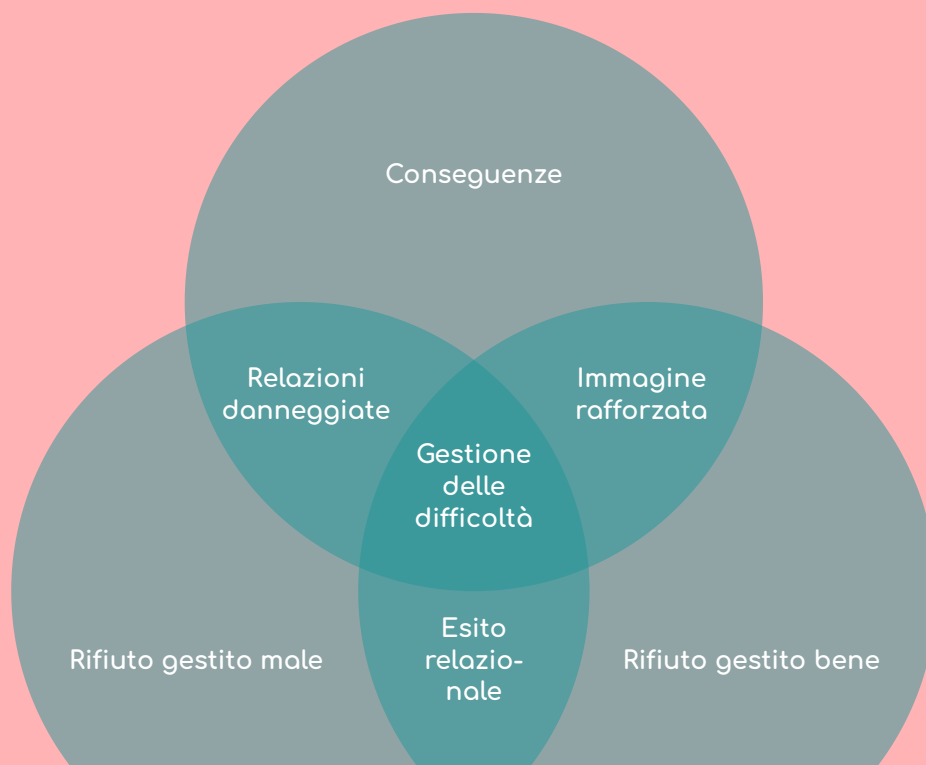 Conseguenze
Relazioni
danneggiate
Immagine
rafforzata
Gestione
delle
difficoltà
Esito
relazio-
nale
Rifiuto gestito male
Rifiuto gestito bene